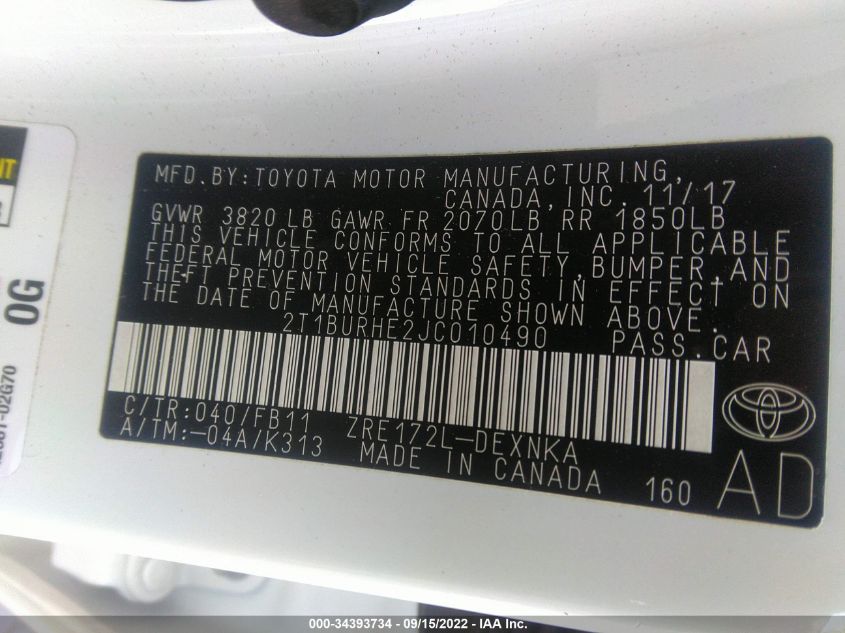 MFD.BY:TOYOTA MOTOR MANUFACTURING,
CANADA,INC. 11/17
GVWR 3820 LB GAWR FR 2070LB RR 1850LB
THIS VEHICLE CONFORMS TO ALL APPLICABLE
FEDERAL MOTOR VEHICLE SAFETY,BUMPER,AND
THEFT PREVENTION STANDARDS IN EFFECT ON
THE DATE OF MANUFACTURE SHOWN ABOVE.
2T1BURHE2JC010490 PASS.CAR
C/TR:040/FB11 ZRE172L-DEXNKA
A/TM:-04A/K313 MADE IN CANADA 160 AD
0G
-02G70
000-34393734 - 09/15/2022 - IAA Inc.